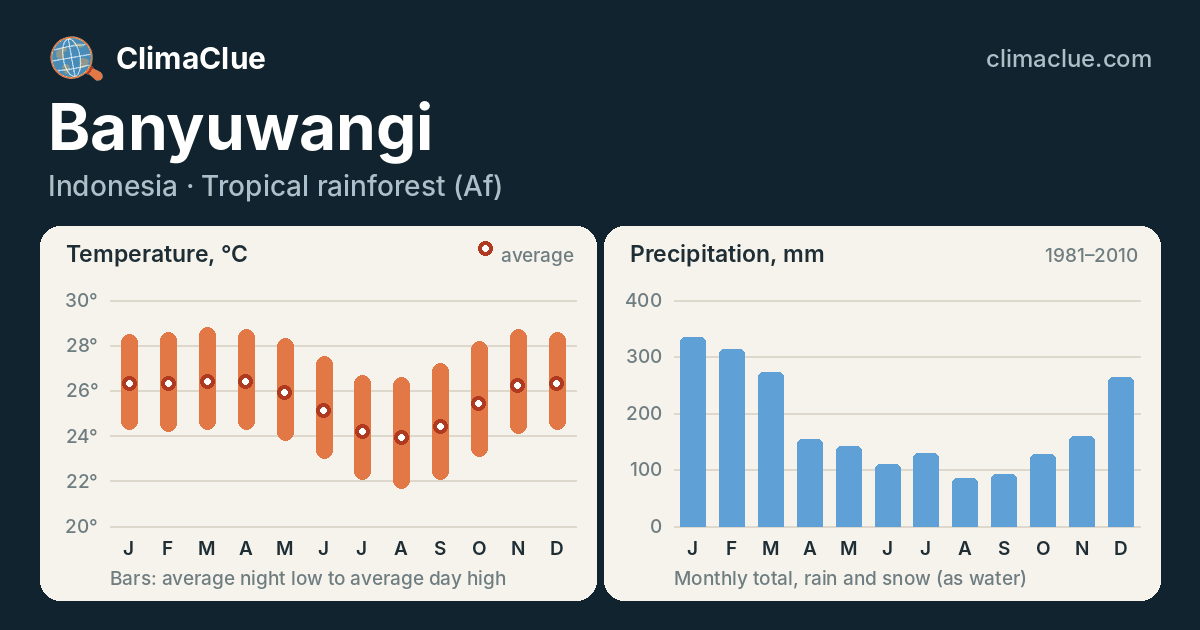 ClimaClue
climaclue.com
Banyuwangi
Indonesia · Tropical rainforest (Af)
Temperature, °C
average
30°
28°
26°
24°
22°
20°
J F M A M J J A S O N D
Bars: average night low to average day high
Precipitation, mm
1981–2010
400
300
200
100
0
J F M A M J J A S O N D
Monthly total, rain and snow (as water)